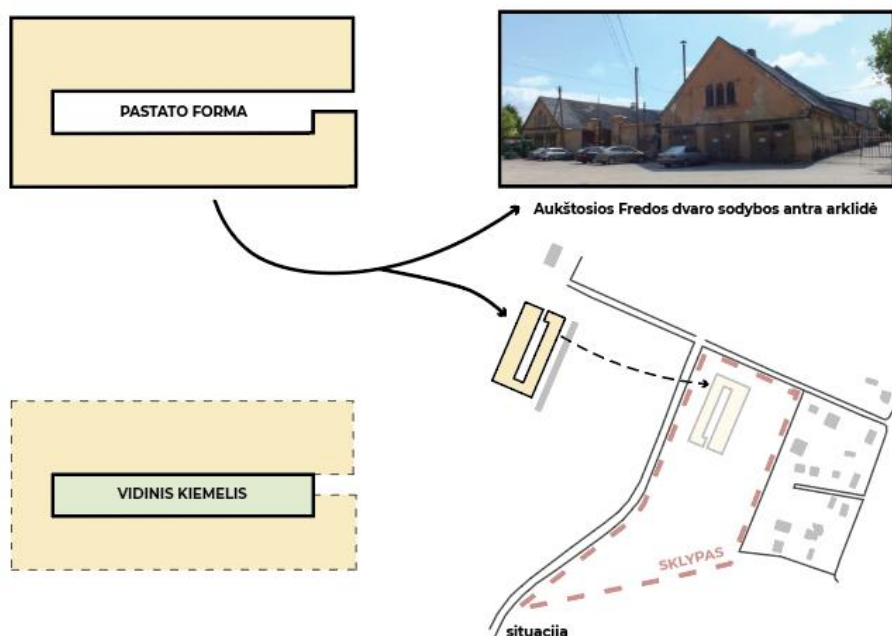 PASTATO FORMA
Aukštosios Fredos dvaro sodybos antra arklidė
VIDINIS KIEMELIS
SKLYPAS
situacija